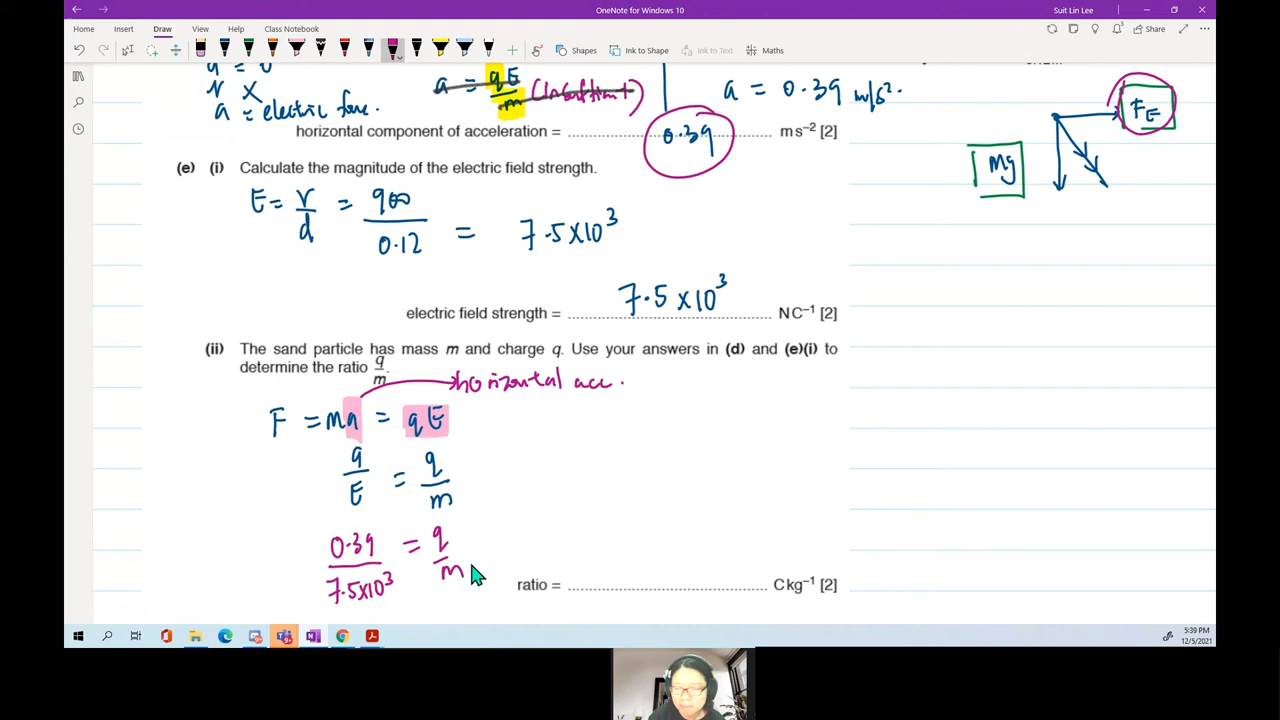 OneNote for Windows 10
Suit Lin Lee
Home Insert Draw View Help Class Notebook
Share
Shapes Ink to Shape Ink to Text Maths
a = qE/m
a = 0.39 m/s².
N X
a = electric force.
FE
horizontal component of acceleration = 0.39 m s⁻² [2]
mg
(e) (i) Calculate the magnitude of the electric field strength.
E = V/d = 900/0.12 = 7.5×10³
electric field strength = 7.5×10³ N C⁻¹ [2]
(ii) The sand particle has mass m and charge q. Use your answers in (d) and (e)(i) to
determine the ratio q/m.
horizontal acc.
F = ma = qE
a/E = q/m
0.39/7.5×10³ = q/m
ratio = C kg⁻¹ [2]
5:39 PM
12/5/2021